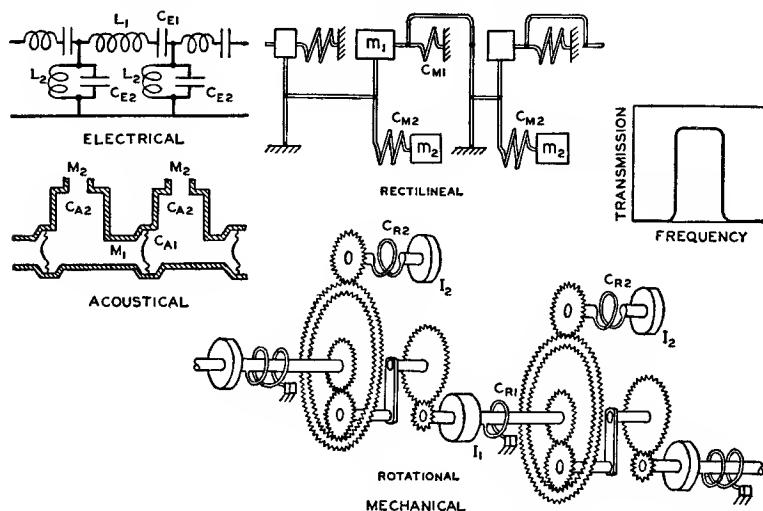 L1 CE1
L2 CE2 L2 CE2
ELECTRICAL
m1 CM1
CM2 m2 CM2 m2
RECTILINEAL
TRANSMISSION
FREQUENCY
M2 M2
CA2 CA2
M1 CA1
ACOUSTICAL
CR2 I2
CR2 I2
CR1 I1
ROTATIONAL
MECHANICAL